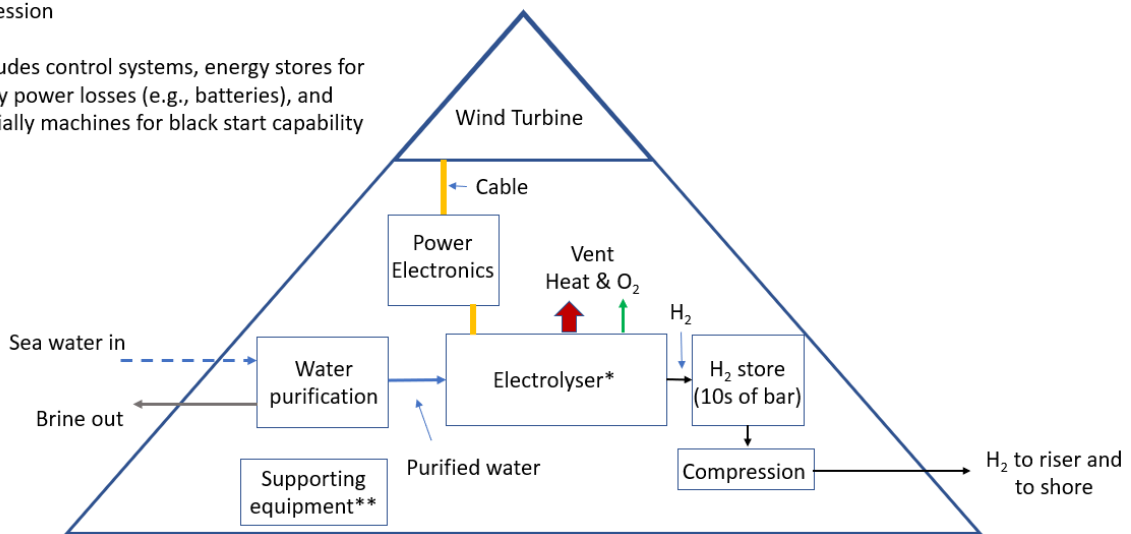 udes control systems, energy stores for
y power losses (e.g., batteries), and
ially machines for black start capability
Wind Turbine
Cable
Power
Electronics
Vent
Heat & O₂
H₂
Sea water in
Water
purification
Electrolyser*
H₂ store
(10s of bar)
Brine out
Purified water
Compression
H₂ to riser and
to shore
Supporting
equipment**